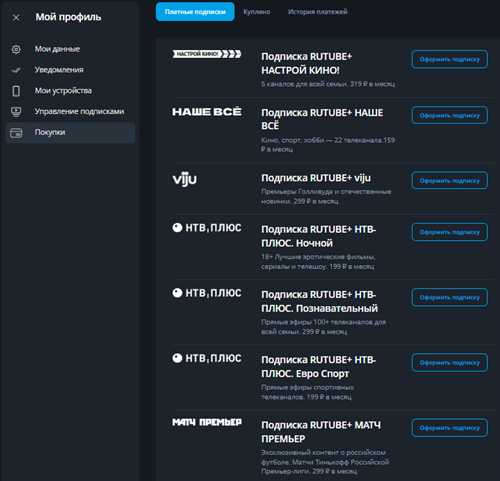 Мой профиль
Мои данные
Уведомления
Мои устройства
Управление подписками
Покупки
Платные подписки
Куплено
История платежей
НАСТРОЙ КИНО!
Подписка RUTUBE+
НАСТРОЙ КИНО!
5 каналов для всей семьи. 319 ₽ в месяц
Оформить подписку
НАШЕ ВСЁ
Подписка RUTUBE+ НАШЕ
ВСЁ
Кино, спорт, хобби — 22 телеканала.159
₽ в месяц
Оформить подписку
viju
Подписка RUTUBE+ viju
Премьеры Голливуда и отечественные
новинки. 299 ₽ в месяц
Оформить подписку
НТВ‚ПЛЮС
Подписка RUTUBE+ НТВ-
ПЛЮС. Ночной
18+ Лучшие эротические фильмы,
сериалы и телешоу. 199 ₽ в месяц
Оформить подписку
НТВ‚ПЛЮС
Подписка RUTUBE+ НТВ-
ПЛЮС. Познавательный
Прямые эфиры 100+ телеканалов для
всей семьи. 299 ₽ в месяц
Оформить подписку
НТВ‚ПЛЮС
Подписка RUTUBE+ НТВ-
ПЛЮС. Евро Спорт
Прямые эфиры спортивных
телеканалов. 199 ₽ в месяц
Оформить подписку
МАТЧ ПРЕМЬЕР
Подписка RUTUBE+ МАТЧ
ПРЕМЬЕР
Эксклюзивный контент о российском
футболе. Матчи Тинькофф Российской
Премьер-лиги. 299 ₽ в месяц
Оформить подписку